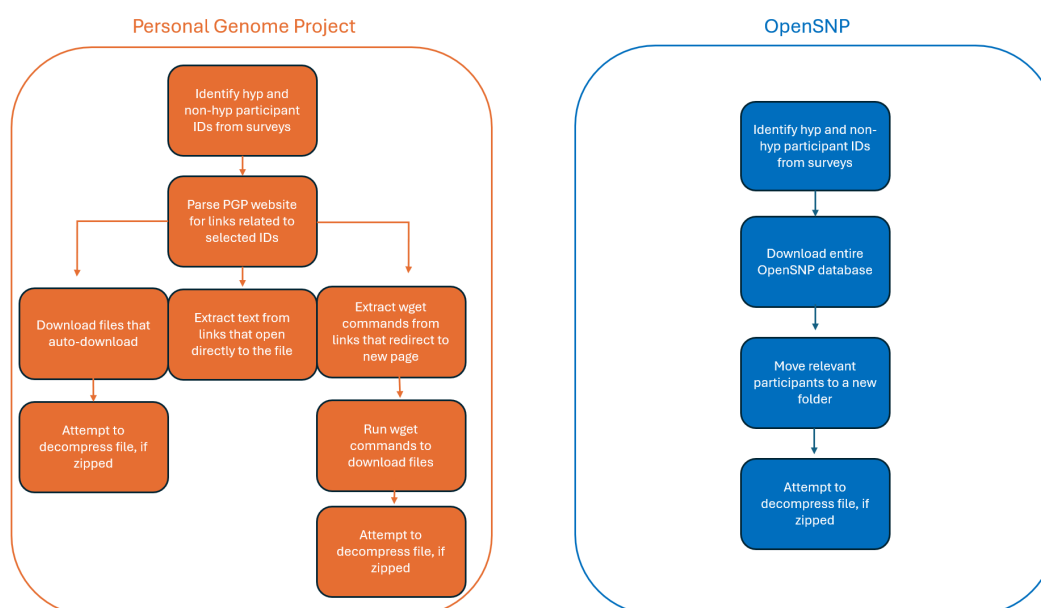 Personal Genome Project
Identify hyp and
non-hyp participant
IDs from surveys
Parse PGP website
for links related to
selected IDs
Download files that
auto-download
Extract text from
links that open
directly to the file
Extract wget
commands from
links that redirect to
new page
Attempt to
decompress file, if
zipped
Run wget
commands to
download files
Attempt to
decompress file, if
zipped
OpenSNP
Identify hyp and non-
hyp participant IDs
from surveys
Download entire
OpenSNP database
Move relevant
participants to a new
folder
Attempt to
decompress file, if
zipped